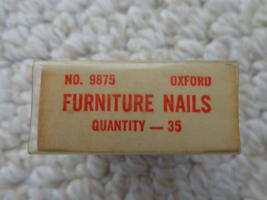 NO. 9875 OXFORD
FURNITURE NAILS
QUANTITY — 35